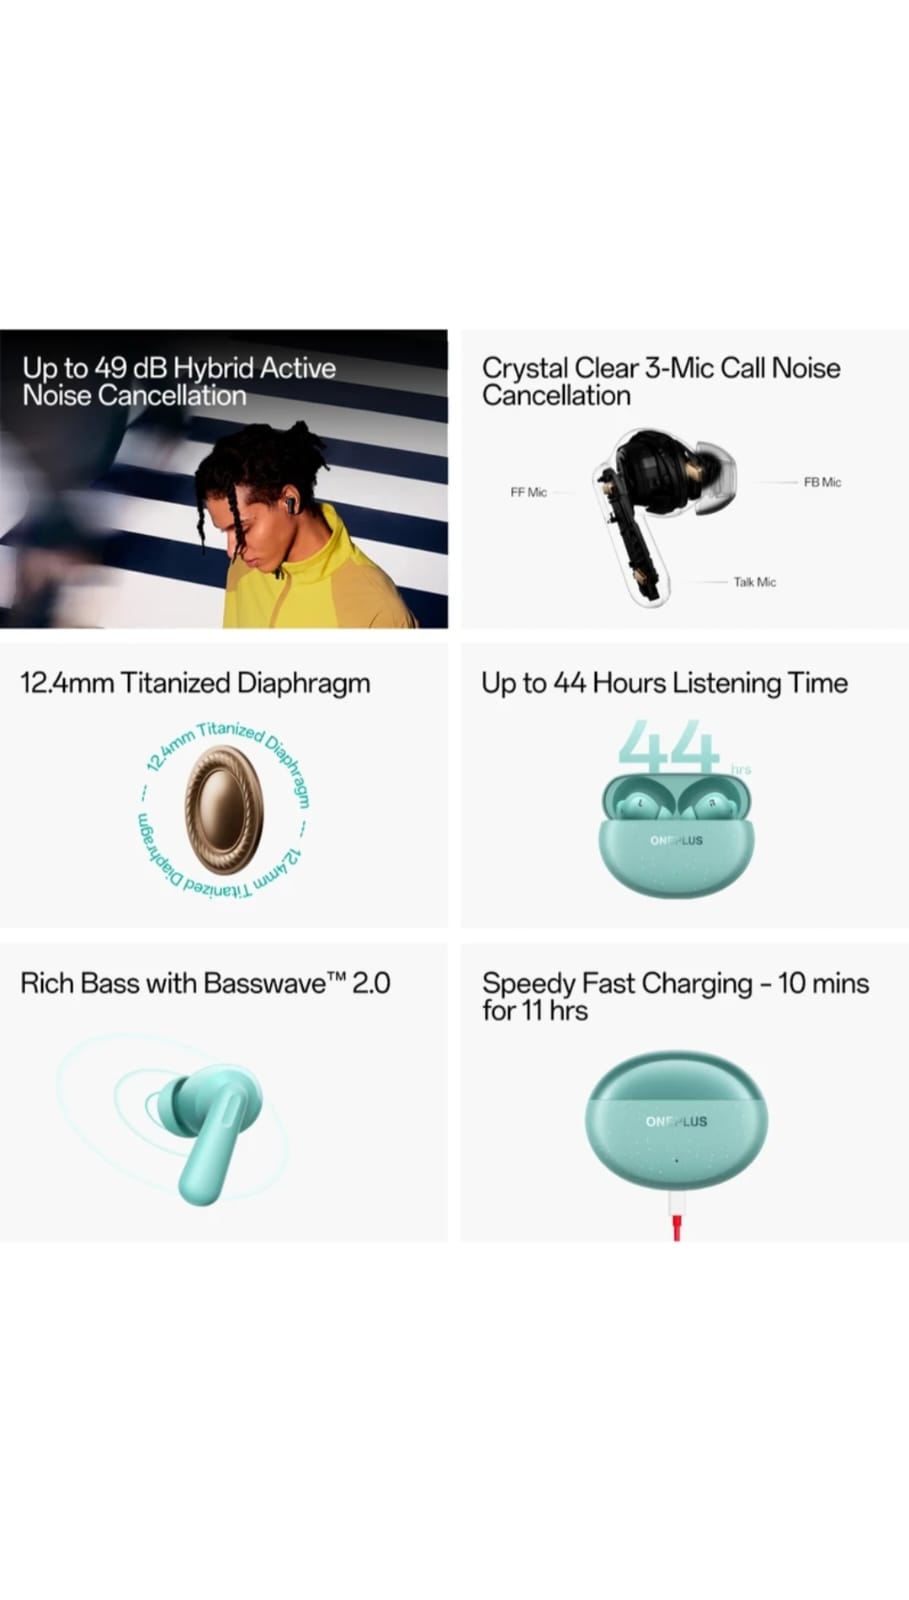 Up to 49 dB Hybrid Active
Noise Cancellation
Crystal Clear 3-Mic Call Noise
Cancellation
FF Mic
FB Mic
Talk Mic
12.4mm Titanized Diaphragm
12.4mm Titanized Diaphragm ---
12.4mm Titanized Diaphragm ---
Up to 44 Hours Listening Time
44
hrs
L
R
ONEPLUS
Rich Bass with Basswave™ 2.0
Speedy Fast Charging – 10 mins
for 11 hrs
ONEPLUS